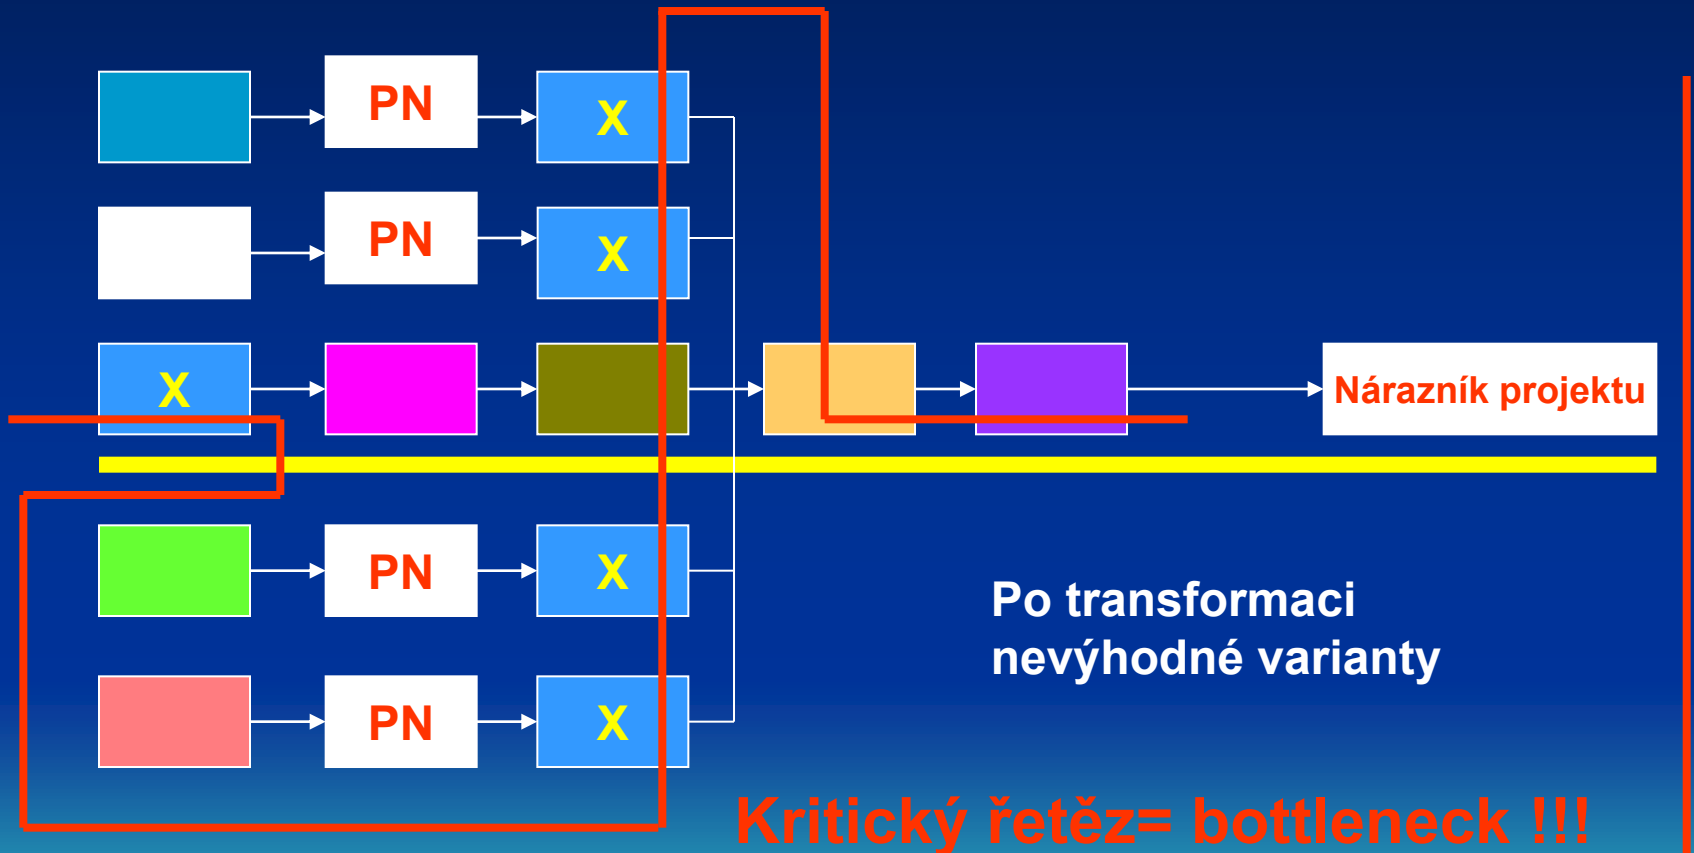 PN
X
PN
X
X
Nárazník projektu
PN
X
Po transformaci
nevýhodné varianty
PN
X
Kritický řetěz= bottleneck !!!